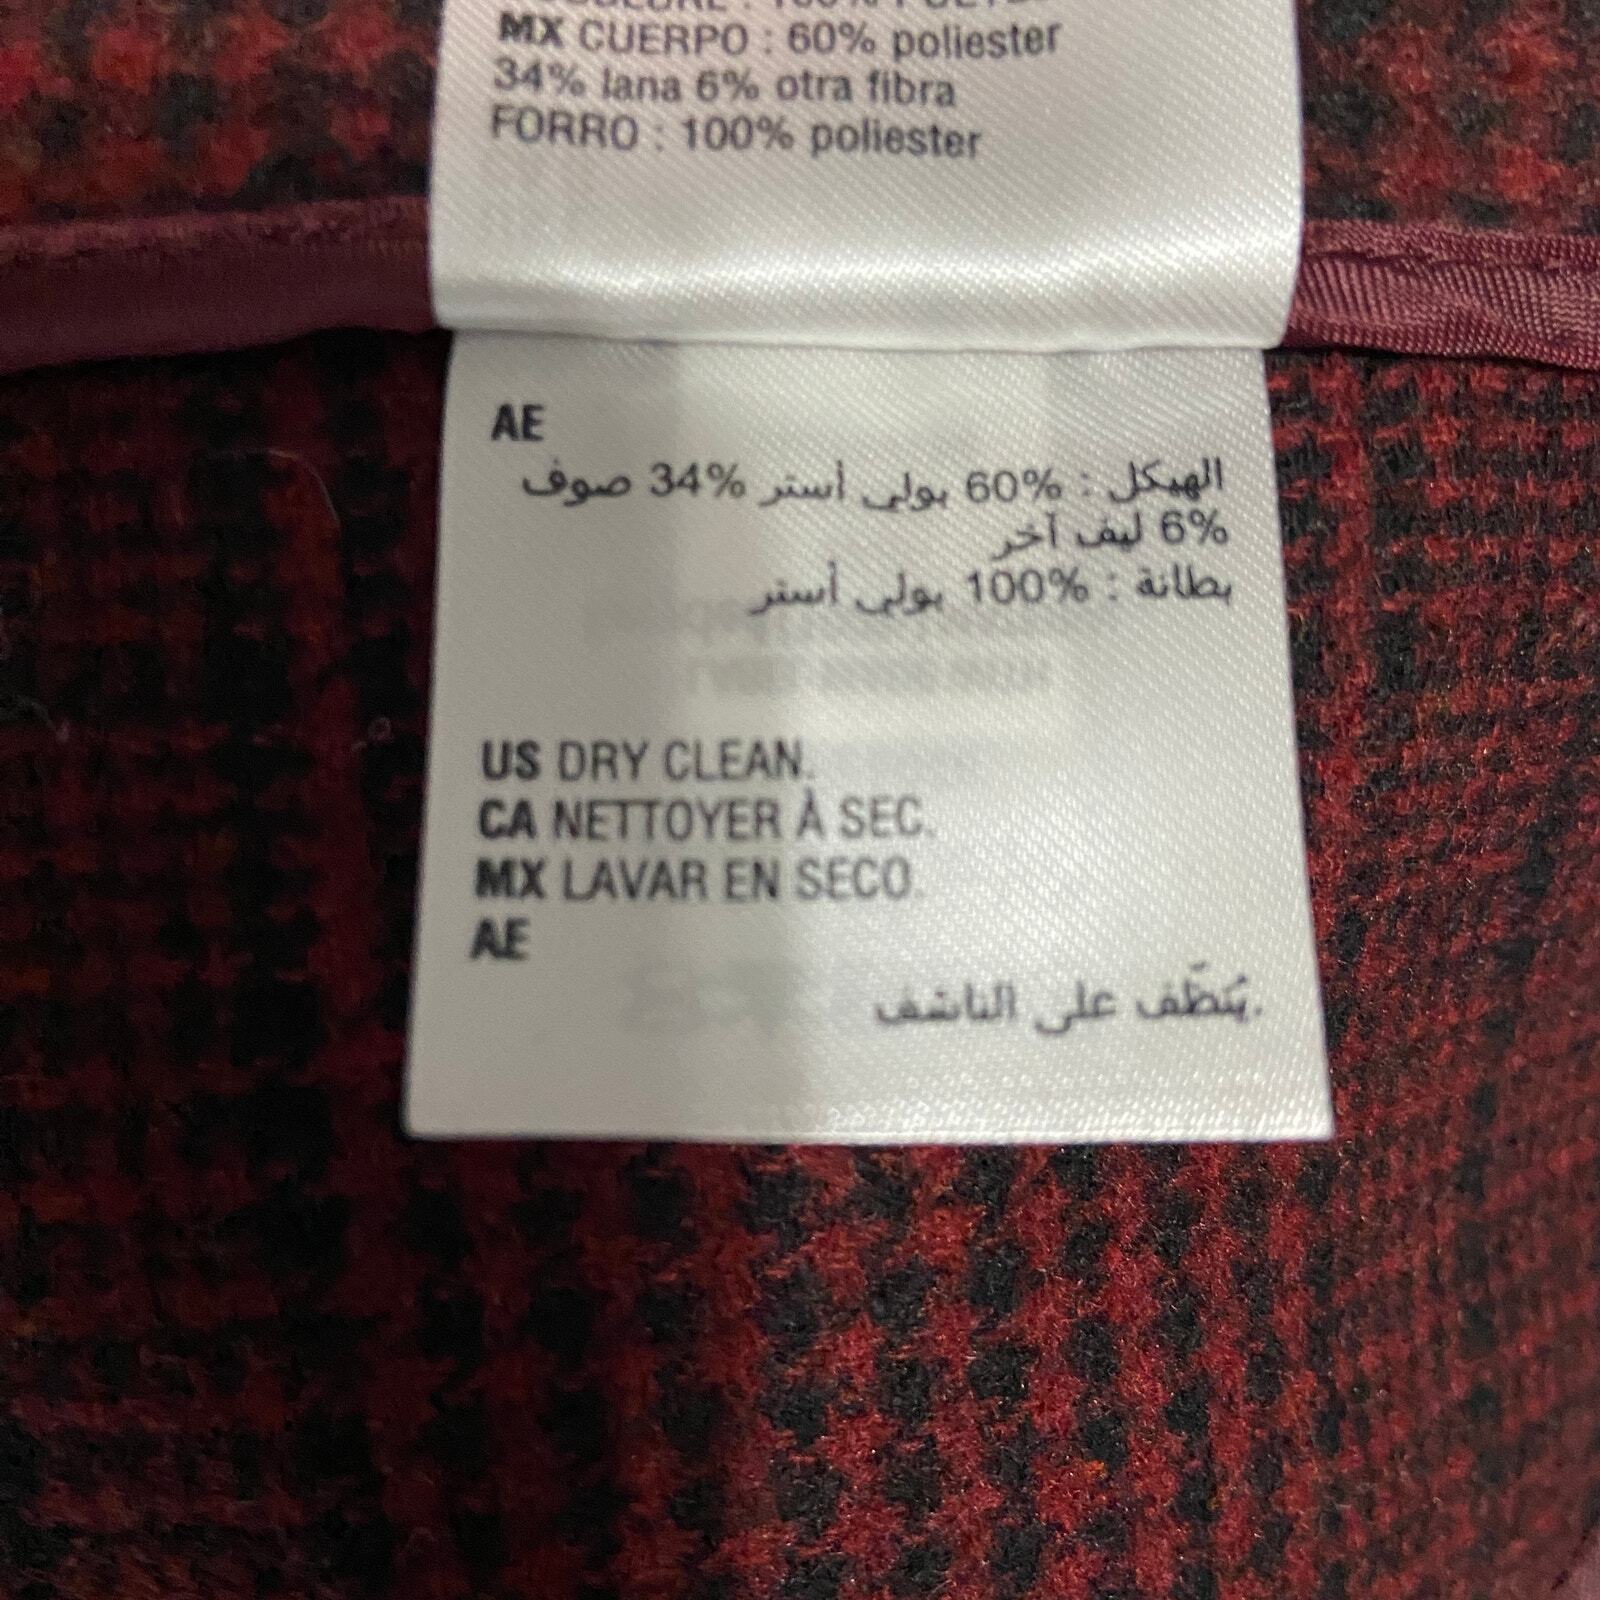 MX CUERPO : 60% poliester
34% lana 6% otra fibra
FORRO : 100% poliester
AE
الهيكل : 60% بولي أستر 34% صوف
6% ليف آخر
بطانة : 100% بولي أستر
US DRY CLEAN.
CA NETTOYER À SEC.
MX LAVAR EN SECO.
AE
يُنظّف على الناشف.